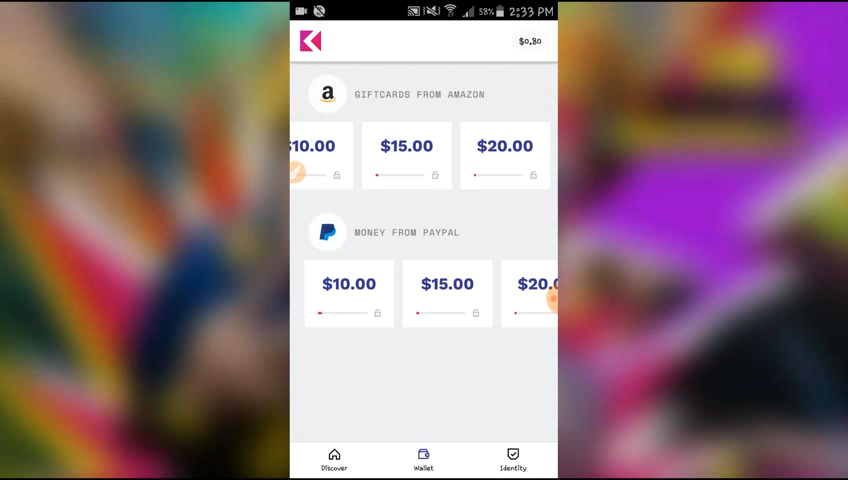 58% 2:33 PM
$0.80
a GIFTCARDS FROM AMAZON
$10.00 $15.00 $20.00
MONEY FROM PAYPAL
$10.00 $15.00 $20.0
Discover Wallet Identity